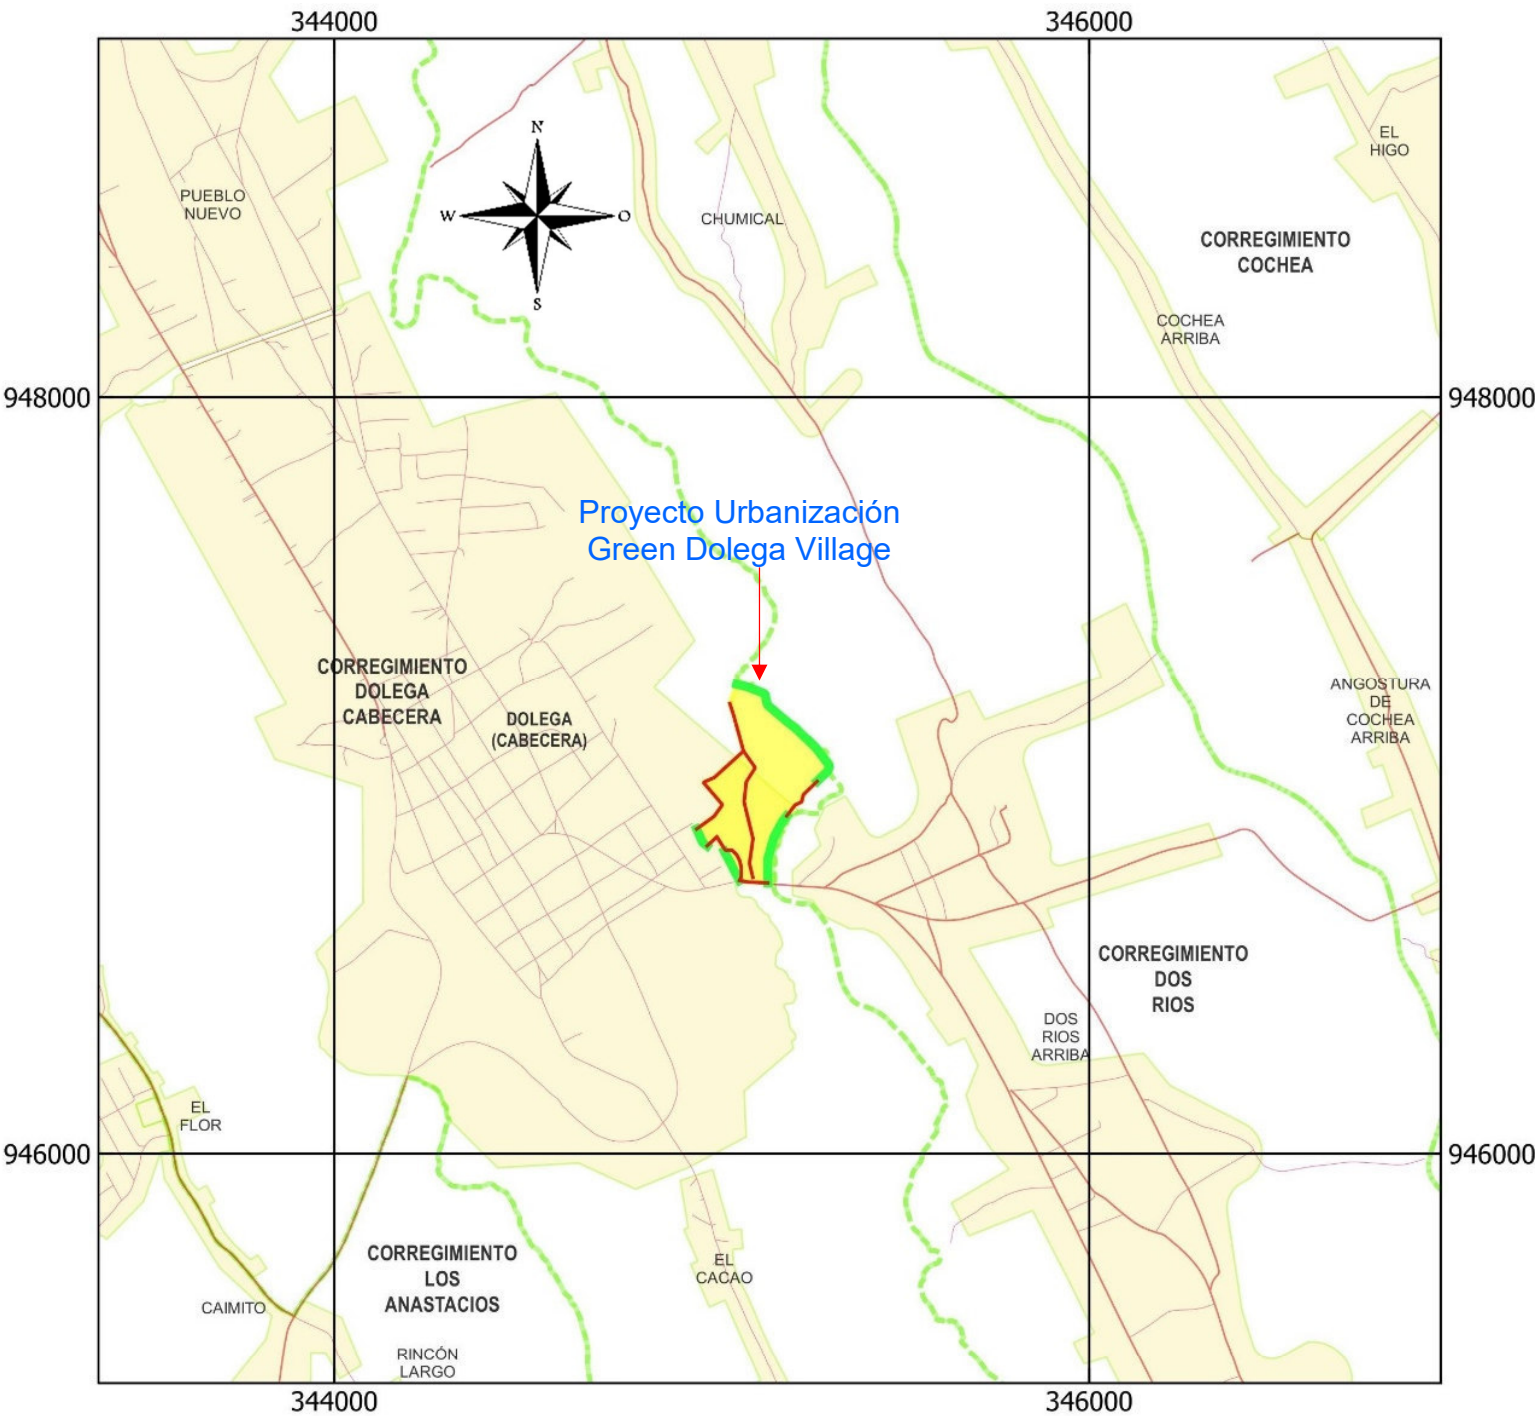 344000
346000
EL
HIGO
N
PUEBLO
NUEVO
W
O
CHUMICAL
CORREGIMIENTO
COCHEA
S
COCHEA
ARRIBA
948000
948000
Proyecto Urbanización
Green Dolega Village
CORREGIMIENTO
DOLEGA
CABECERA
DOLEGA
(CABECERA)
ANGOSTURA
DE
COCHEA
ARRIBA
CORREGIMIENTO
DOS
RIOS
DOS
RIOS
ARRIBA
EL
FLOR
946000
946000
CORREGIMIENTO
LOS
ANASTACIOS
EL
CACAO
CAIMITO
RINCÓN
LARGO
344000
346000